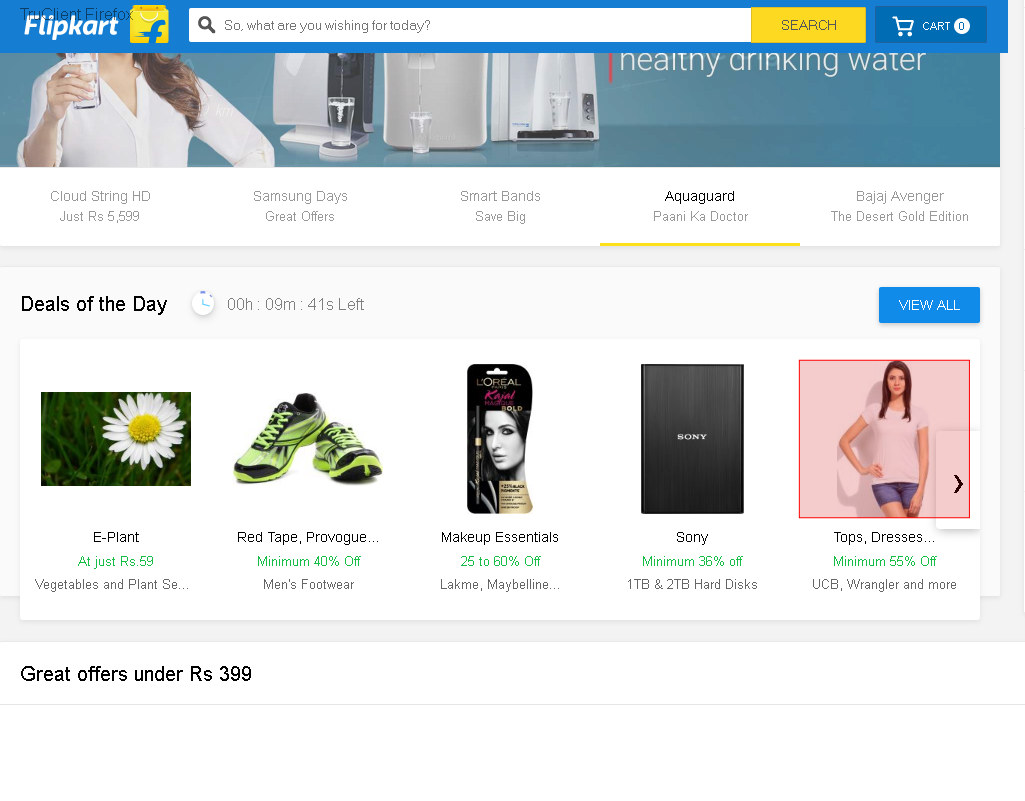 TruClient Firefox
Flipkart
So, what are you wishing for today?
SEARCH
CART 0
healthy drinking water
Cloud String HD
Just Rs 5,599
Samsung Days
Great Offers
Smart Bands
Save Big
Aquaguard
Paani Ka Doctor
Bajaj Avenger
The Desert Gold Edition
Deals of the Day
00h : 09m : 41s Left
VIEW ALL
L'ORÉAL
PARIS
Kajal
MAGIQUE
BOLD
SONY
E-Plant
At just Rs.59
Vegetables and Plant Se...
Red Tape, Provogue...
Minimum 40% Off
Men's Footwear
Makeup Essentials
25 to 60% Off
Lakme, Maybelline...
Sony
Minimum 36% off
1TB & 2TB Hard Disks
Tops, Dresses...
Minimum 55% Off
UCB, Wrangler and more
Great offers under Rs 399